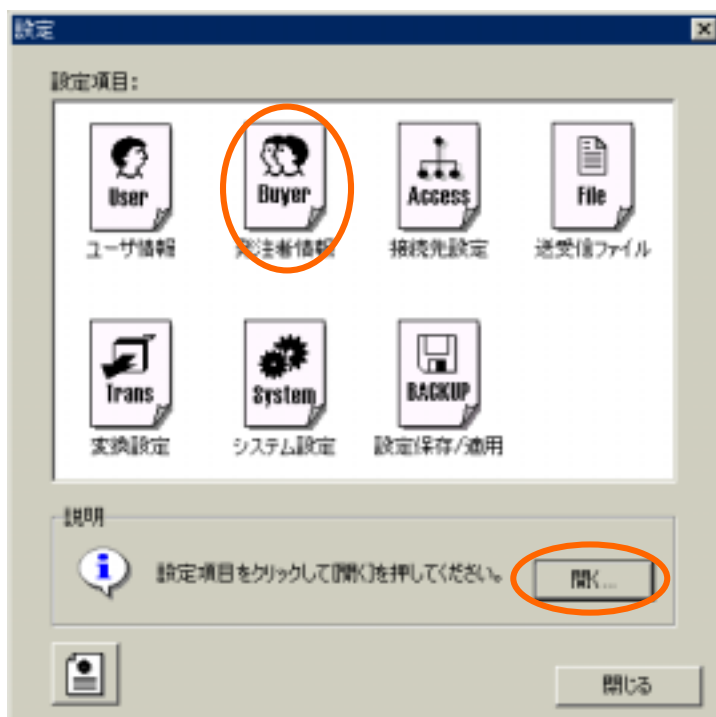 設定
設定項目:
User
Buyer
Access
File
ユーザ情報
発注者情報
接続先設定
送受信ファイル
Trans
System
BACKUP
変換設定
システム設定
設定保存/適用
説明
設定項目をクリックして[開く]を押してください。
開く...
閉じる